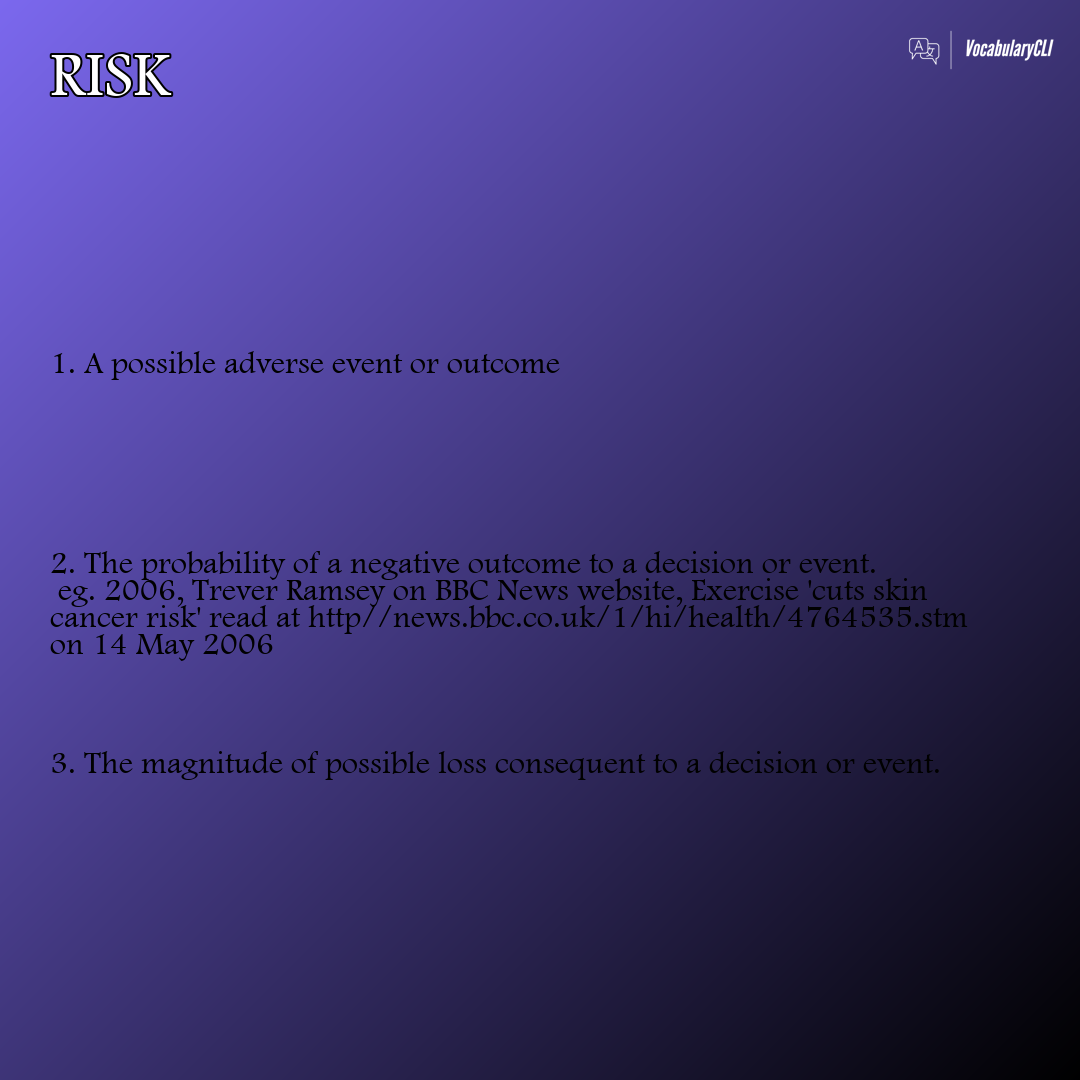 RISK
VocabularyCLI
1. A possible adverse event or outcome
2. The probability of a negative outcome to a decision or event.
eg. 2006, Trever Ramsey on BBC News website, Exercise 'cuts skin
cancer risk' read at http//news.bbc.co.uk/1/hi/health/4764535.stm
on 14 May 2006
3. The magnitude of possible loss consequent to a decision or event.